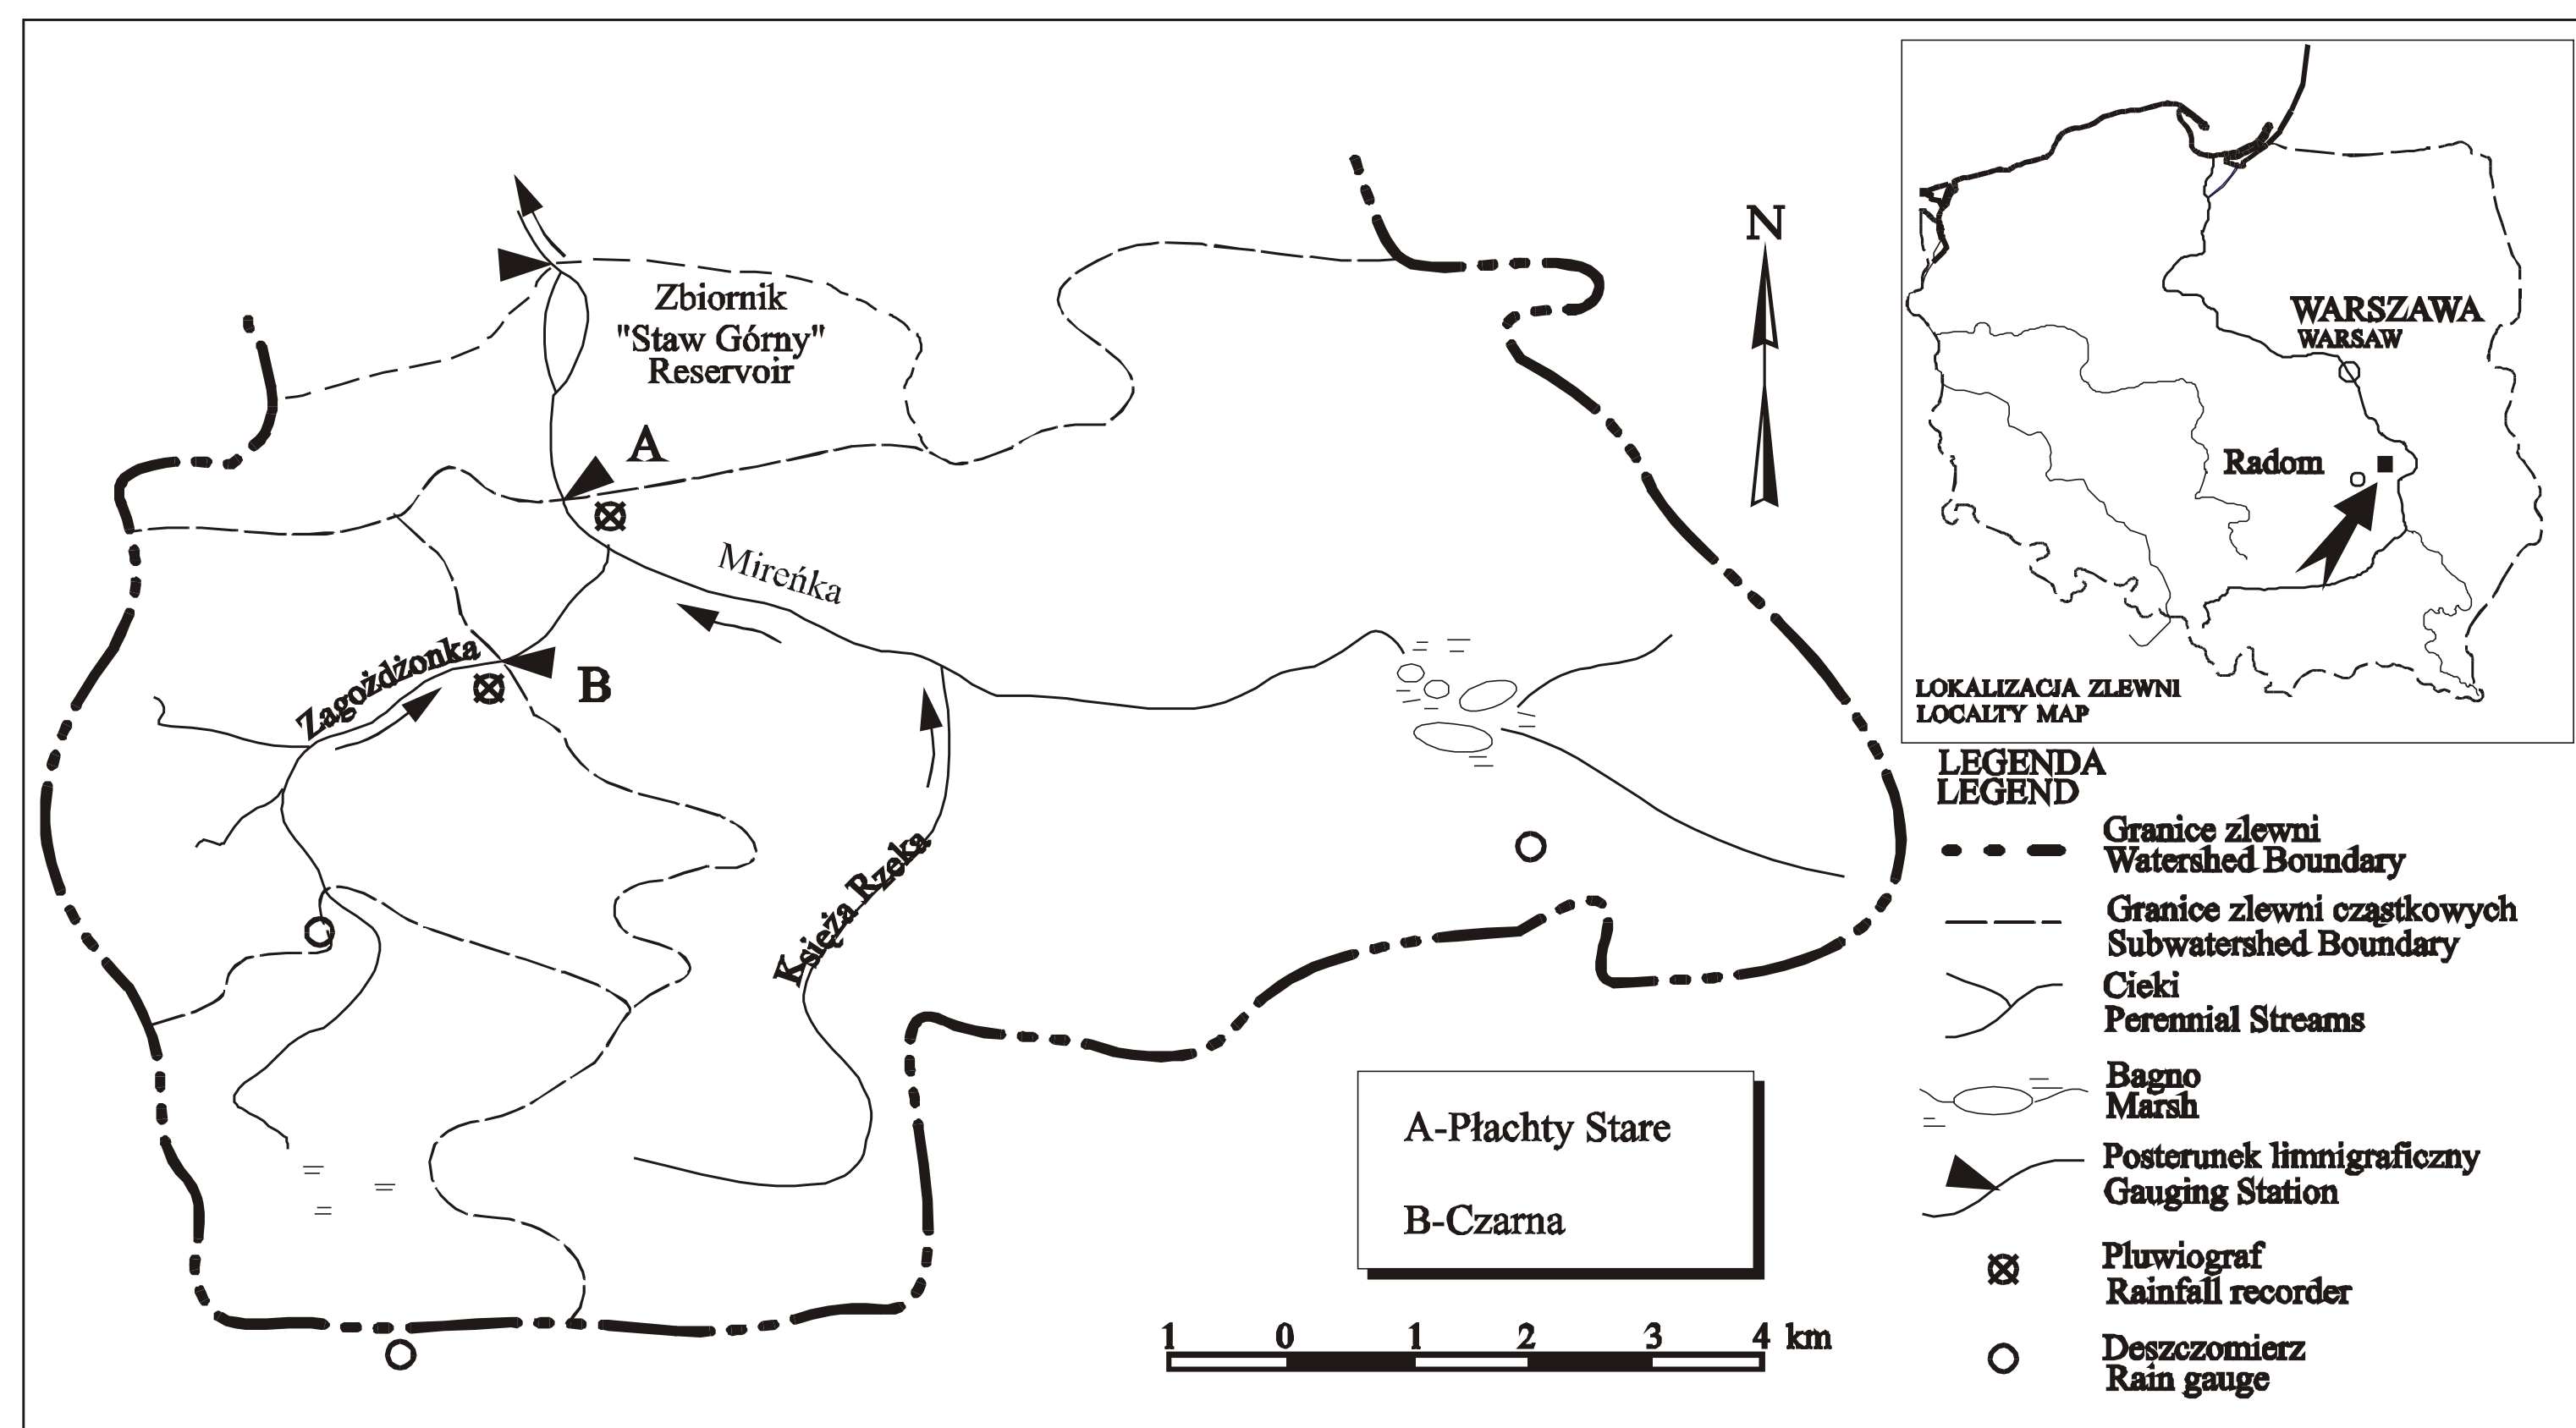 N
Zbiornik
"Staw Górny"
Reservoir
A
Mireńka
Zagożdżonka
B
Księża Rzeka
A-Płachty Stare
B-Czarna
1 0 1 2 3 4 km
WARSZAWA
WARSAW
Radom
LOKALIZACJA ZLEWNI
LOCALTY MAP
LEGENDA
LEGEND
Granice zlewni
Watershed Boundary
Granice zlewni cząstkowych
Subwatershed Boundary
Cieki
Perennial Streams
Bagno
Marsh
Posterunek limnigraficzny
Gauging Station
Pluwiograf
Rainfall recorder
Deszczomierz
Rain gauge